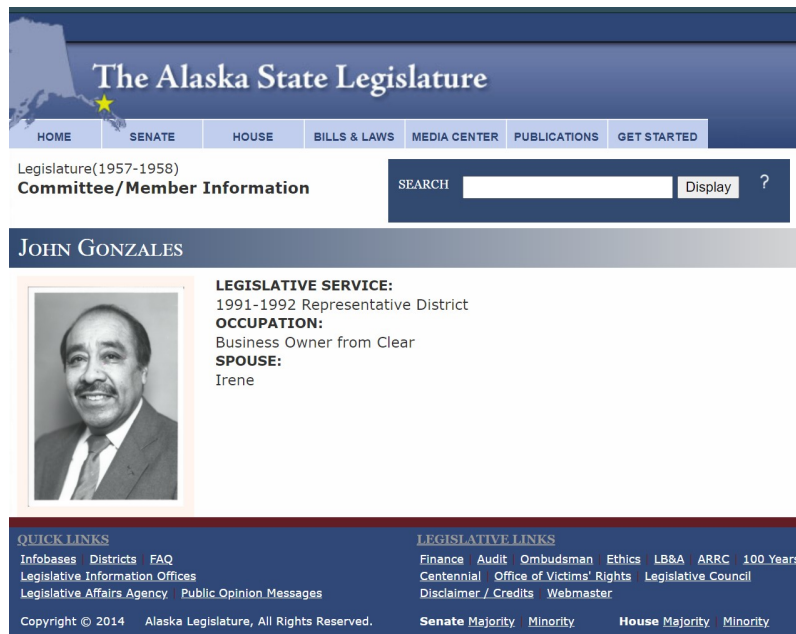 The Alaska State Legislature
HOME SENATE HOUSE BILLS & LAWS MEDIA CENTER PUBLICATIONS GET STARTED
Legislature(1957-1958)
Committee/Member Information
SEARCH Display ?
JOHN GONZALES
LEGISLATIVE SERVICE:
1991-1992 Representative District
OCCUPATION:
Business Owner from Clear
SPOUSE:
Irene
QUICK LINKS
Infobases Districts FAQ
Legislative Information Offices
Legislative Affairs Agency Public Opinion Messages
Copyright © 2014 Alaska Legislature, All Rights Reserved.
LEGISLATIVE LINKS
Finance Audit Ombudsman Ethics LB&A ARRC 100 Years
Centennial Office of Victims' Rights Legislative Council
Disclaimer / Credits Webmaster
Senate Majority Minority House Majority Minority